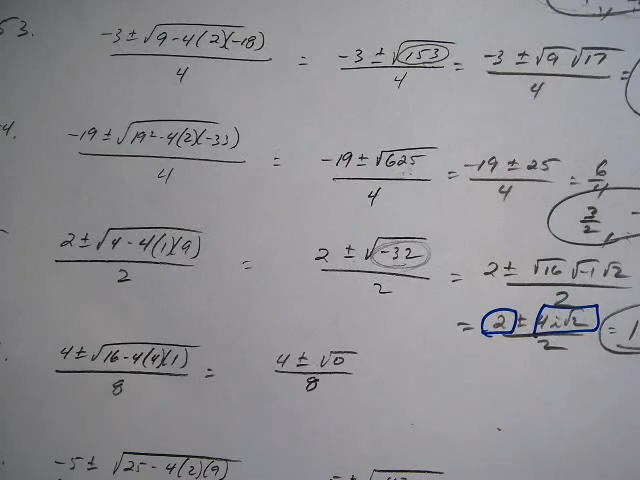 53. (-3 ± √(9 - 4(2)(-18)))/4 = (-3 ± √153)/4 = (-3 ± √9 √17)/4 =
4. (-19 ± √(19² - 4(2)(-33)))/4 = (-19 ± √625)/4 = (-19 ± 25)/4 = 6/4
3/2,
(2 ± √(4 - 4(1)(9)))/2 = (2 ± √-32)/2 = (2 ± √16 √-1 √2)/2
= (2 ± 4i√2)/2 = 1
(4 ± √(16 - 4(4)(1)))/8 = (4 ± √0)/8
-5 ± √(25 - 4(2)(9))